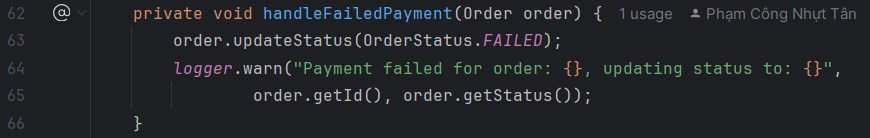 62 @ private void handleFailedPayment(Order order) { 1 usage Phạm Công Nhựt Tân
63 order.updateStatus(OrderStatus.FAILED);
64 logger.warn("Payment failed for order: {}, updating status to: {}",
65 order.getId(), order.getStatus());
66 }